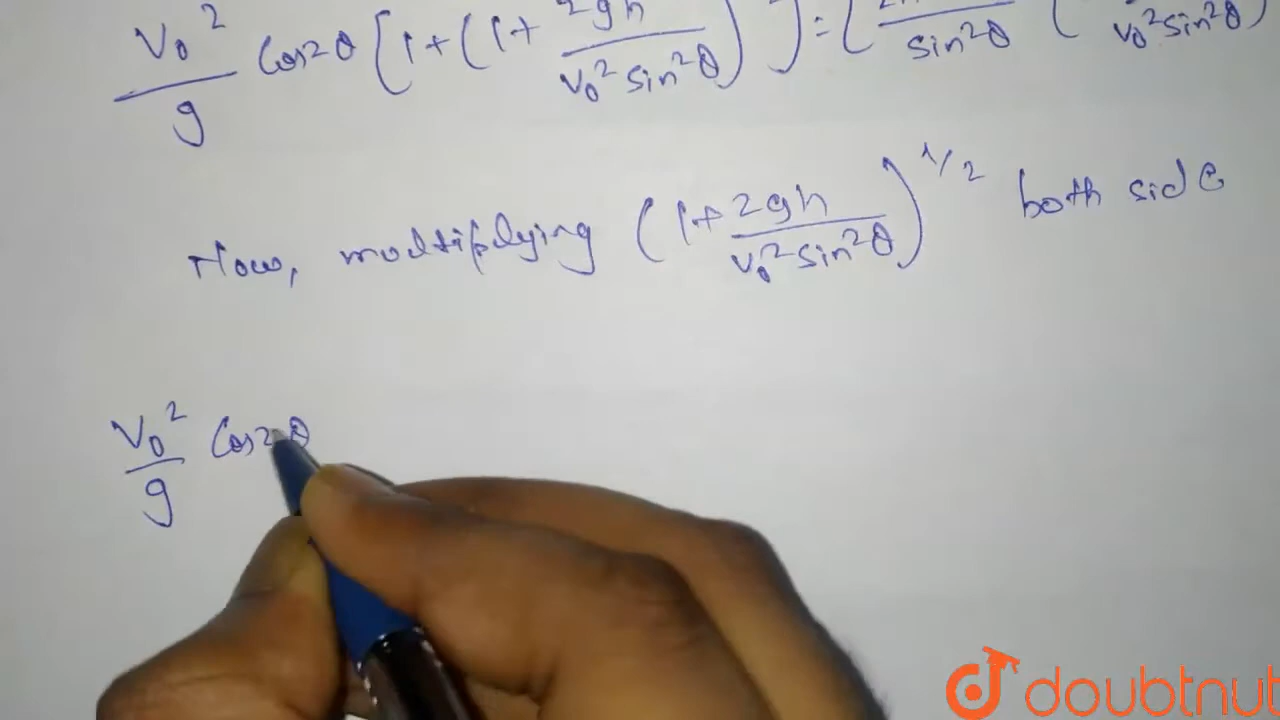 V₀²/g Cos2θ [1+(1+ 2gh/V₀² sin²θ) ] = [ /sin²θ ( /V₀² sin²θ)
Now, multiplying (1+ 2gh/V₀² sin²θ)^1/2 both side
V₀²/g Cos2θ
doubtnut